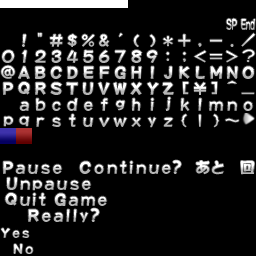 SP End
! " # $ % & ' ( ) * + , - . /
0 1 2 3 4 5 6 7 8 9 : : < = > ?
@ A B C D E F G H I J K L M N O
P Q R S T U V W X Y Z [ ¥ ] ^ _
a b c d e f g h i j k l m n o
p q r s t u v w x y z ( | ) ~ ▶
Pause Continue? あと 回
Unpause
Quit Game
Really?
Yes
No